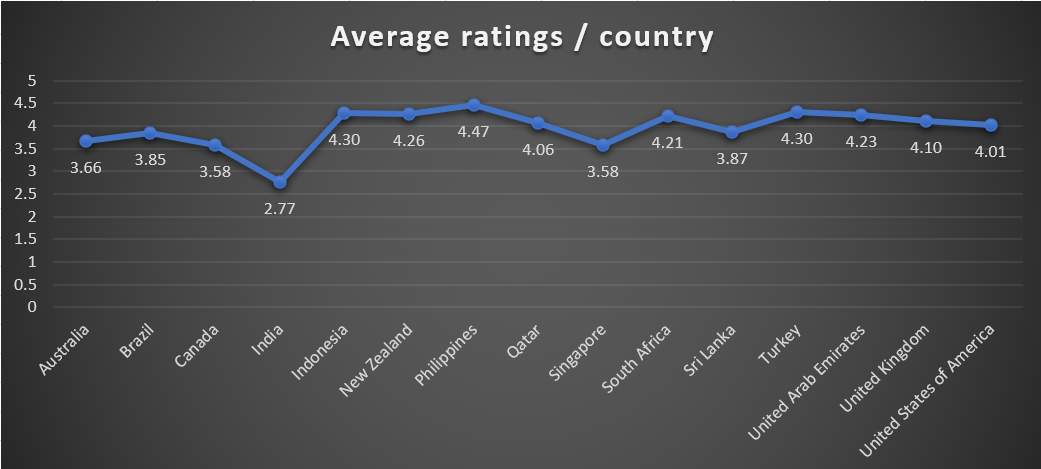 Average ratings / country
5
4.5
4
3.5
3
2.5
2
1.5
1
0.5
0
3.66
3.85
3.58
2.77
4.30
4.26
4.47
4.06
3.58
4.21
3.87
4.30
4.23
4.10
4.01
Australia
Brazil
Canada
India
Indonesia
New Zealand
Philippines
Qatar
Singapore
South Africa
Sri Lanka
Turkey
United Arab Emirates
United Kingdom
United States of America